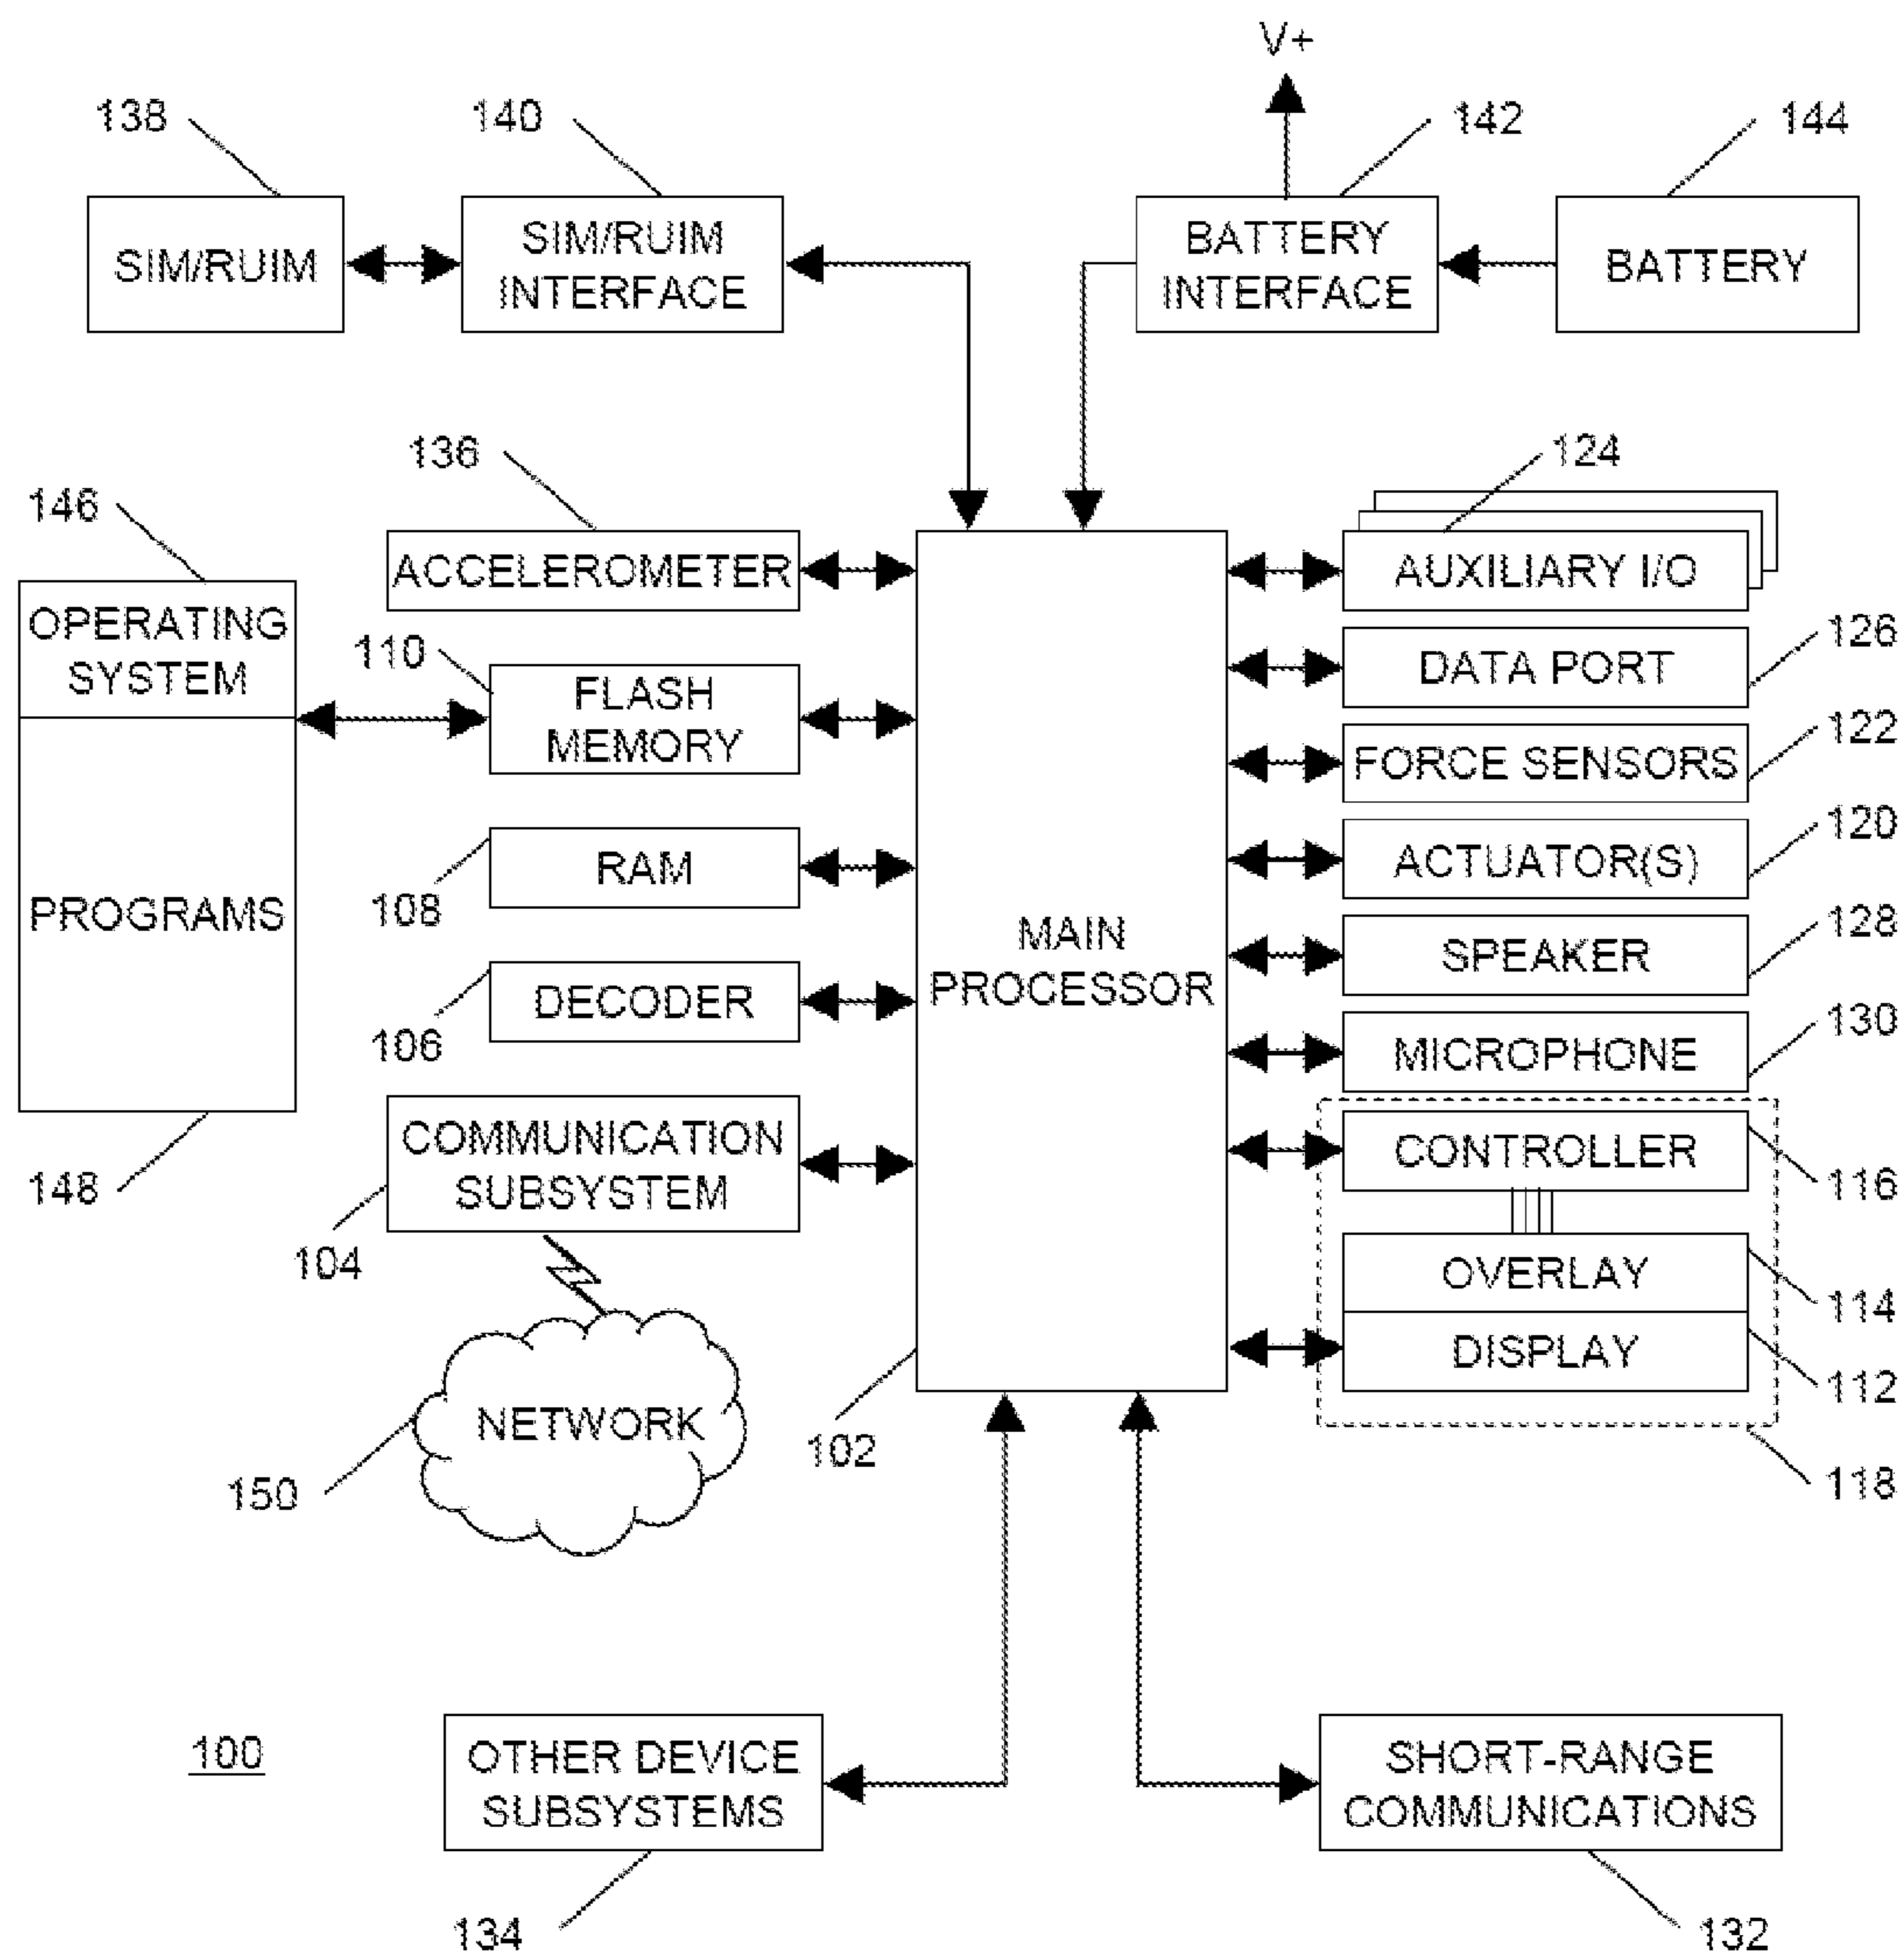 V+
138
140
142
144
SIM/RUIM
SIM/RUIM
INTERFACE
BATTERY
INTERFACE
BATTERY
136
124
146
ACCELEROMETER
AUXILIARY I/O
OPERATING
SYSTEM
110
FLASH
MEMORY
DATA PORT
126
FORCE SENSORS
122
PROGRAMS
RAM
108
MAIN
PROCESSOR
ACTUATOR(S)
120
SPEAKER
128
DECODER
106
MICROPHONE
130
COMMUNICATION
SUBSYSTEM
CONTROLLER
116
148
104
OVERLAY
114
DISPLAY
112
NETWORK
150
102
118
100
OTHER DEVICE
SUBSYSTEMS
SHORT-RANGE
COMMUNICATIONS
134
132